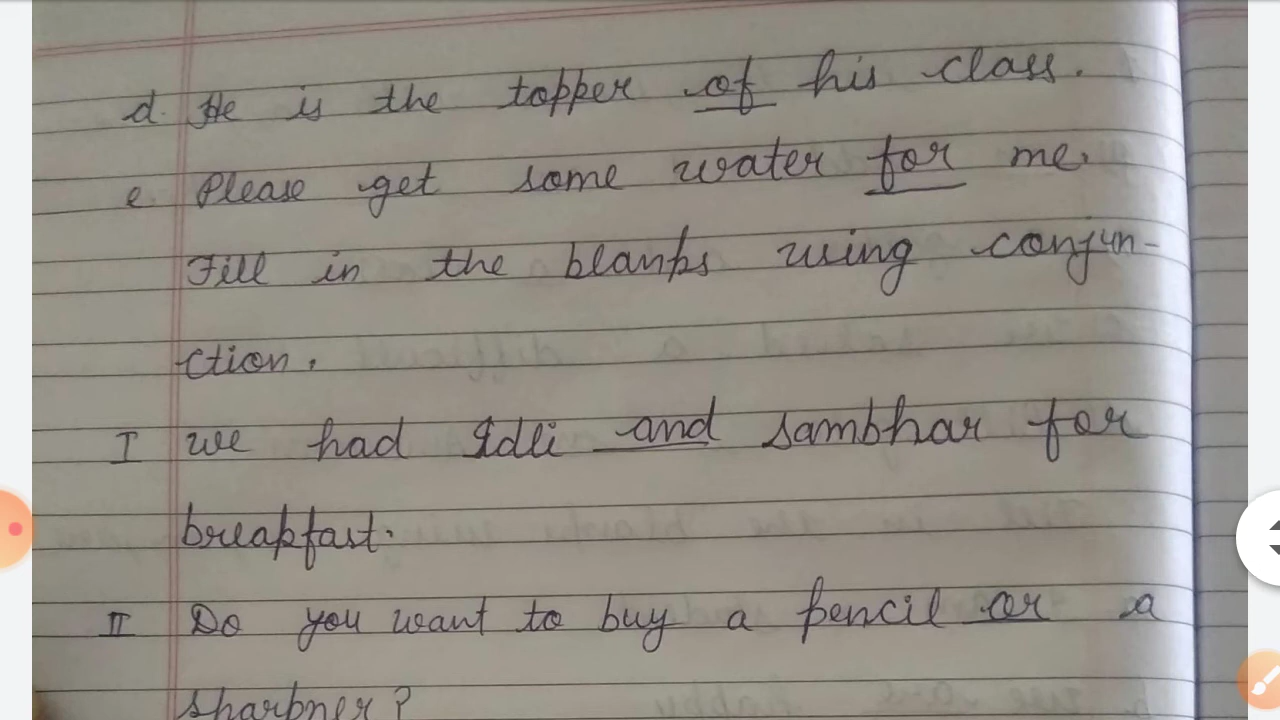 d. He is the topper of his class.
e. Please get some water for me.
Fill in the blanks using conjun-
ction.
I we had Idli and sambhar for
breakfast.
II Do you want to buy a pencil or a
sharpner?